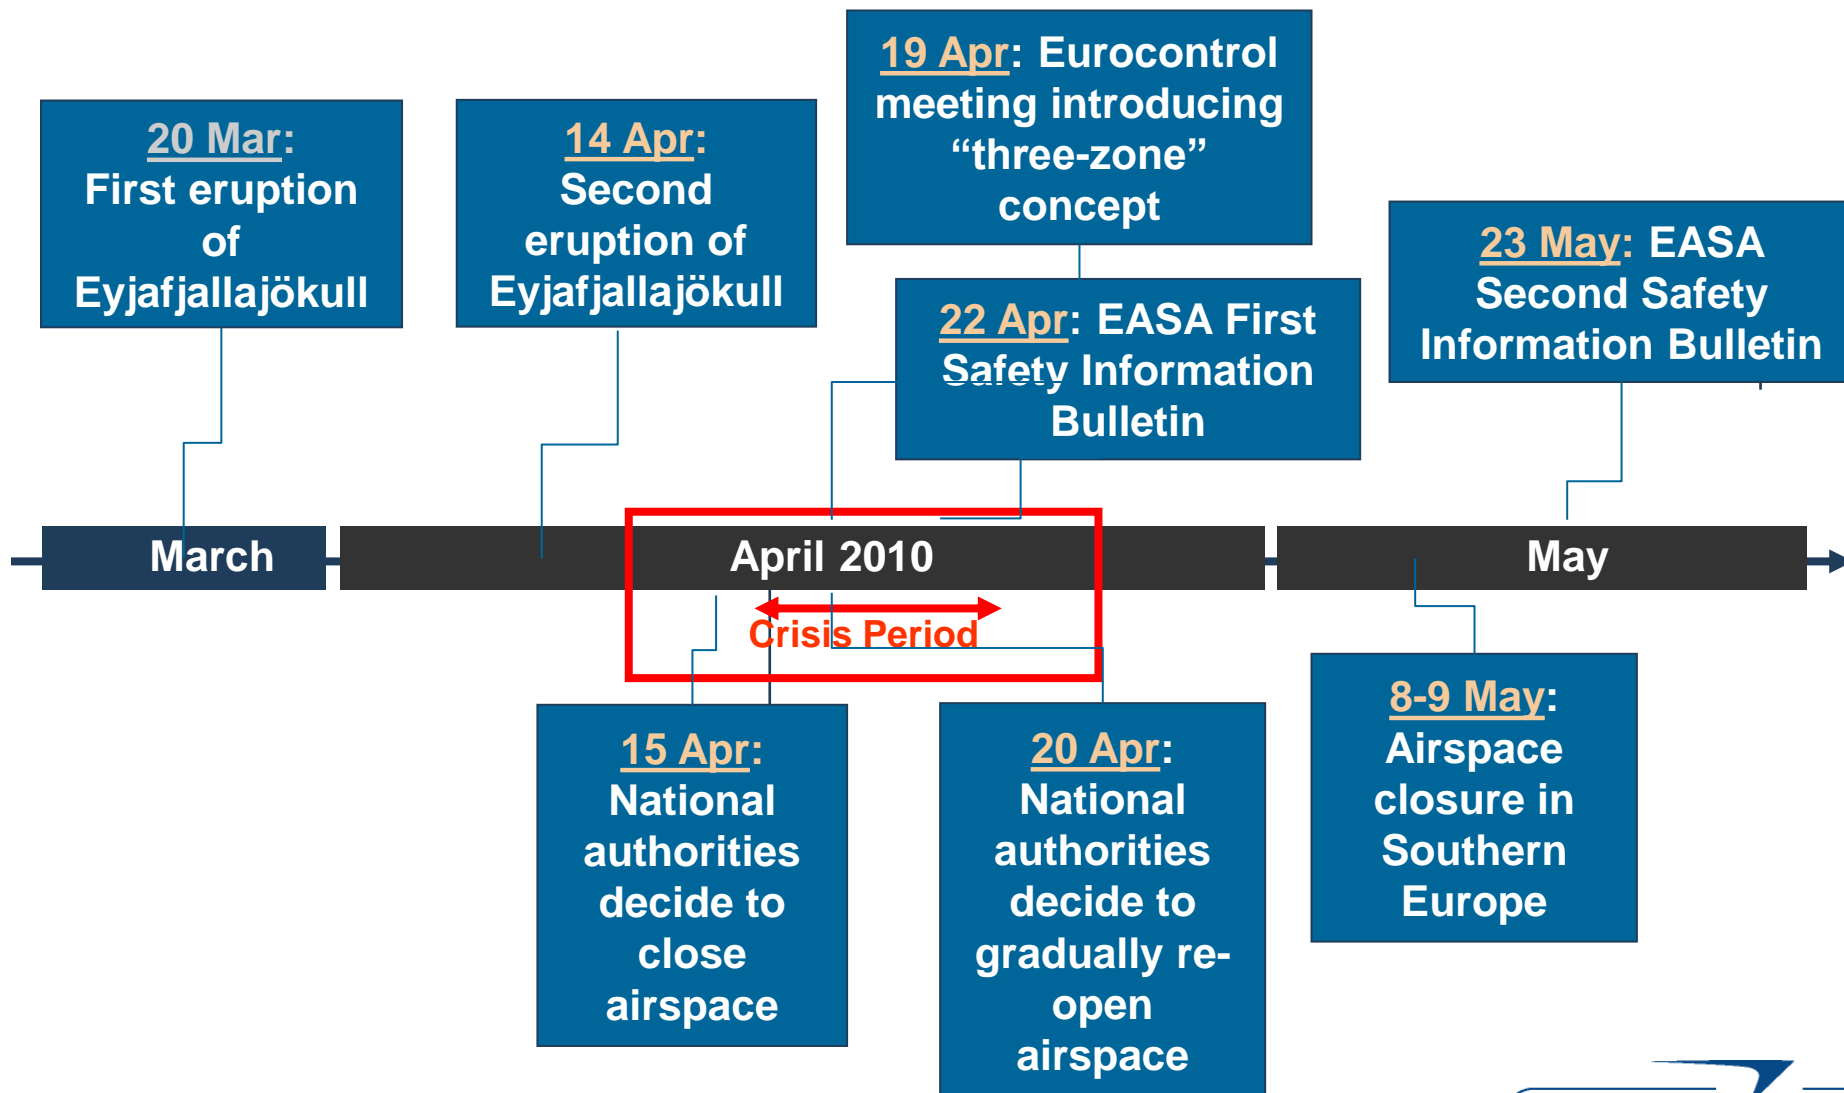 20 Mar:
First eruption
of
Eyjafjallajökull
14 Apr:
Second
eruption of
Eyjafjallajökull
19 Apr: Eurocontrol
meeting introducing
“three-zone”
concept
22 Apr: EASA First
Safety Information
Bulletin
23 May: EASA
Second Safety
Information Bulletin
March
April 2010
May
Crisis Period
15 Apr:
National
authorities
decide to
close
airspace
20 Apr:
National
authorities
decide to
gradually re-
open
airspace
8-9 May:
Airspace
closure in
Southern
Europe